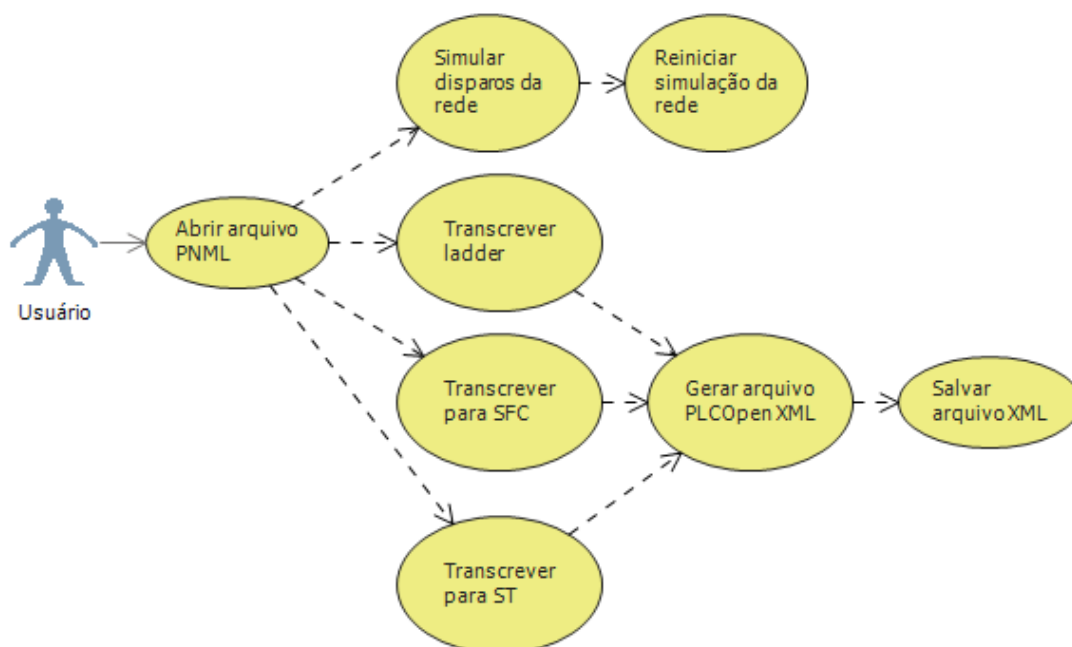 Simular
disparos da
rede
Reiniciar
simulação da
rede
Abrir arquivo
PNML
Usuário
Transcrever
ladder
Transcrever
para SFC
Gerar arquivo
PLCOpen XML
Salvar
arquivo XML
Transcrever
para ST